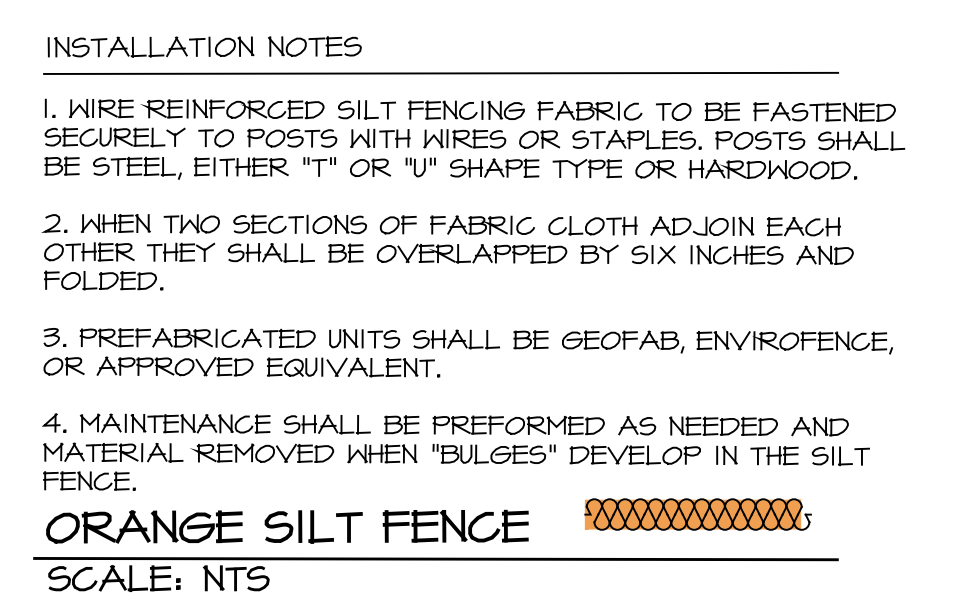 INSTALLATION NOTES
1. WIRE REINFORCED SILT FENCING FABRIC TO BE FASTENED
SECURELY TO POSTS WITH WIRES OR STAPLES. POSTS SHALL
BE STEEL, EITHER "T" OR "U" SHAPE TYPE OR HARDWOOD.
2. WHEN TWO SECTIONS OF FABRIC CLOTH ADJOIN EACH
OTHER THEY SHALL BE OVERLAPPED BY SIX INCHES AND
FOLDED.
3. PREFABRICATED UNITS SHALL BE GEOFAB, ENVIROFENCE,
OR APPROVED EQUIVALENT.
4. MAINTENANCE SHALL BE PREFORMED AS NEEDED AND
MATERIAL REMOVED WHEN "BULGES" DEVELOP IN THE SILT
FENCE.
ORANGE SILT FENCE
SCALE: NTS